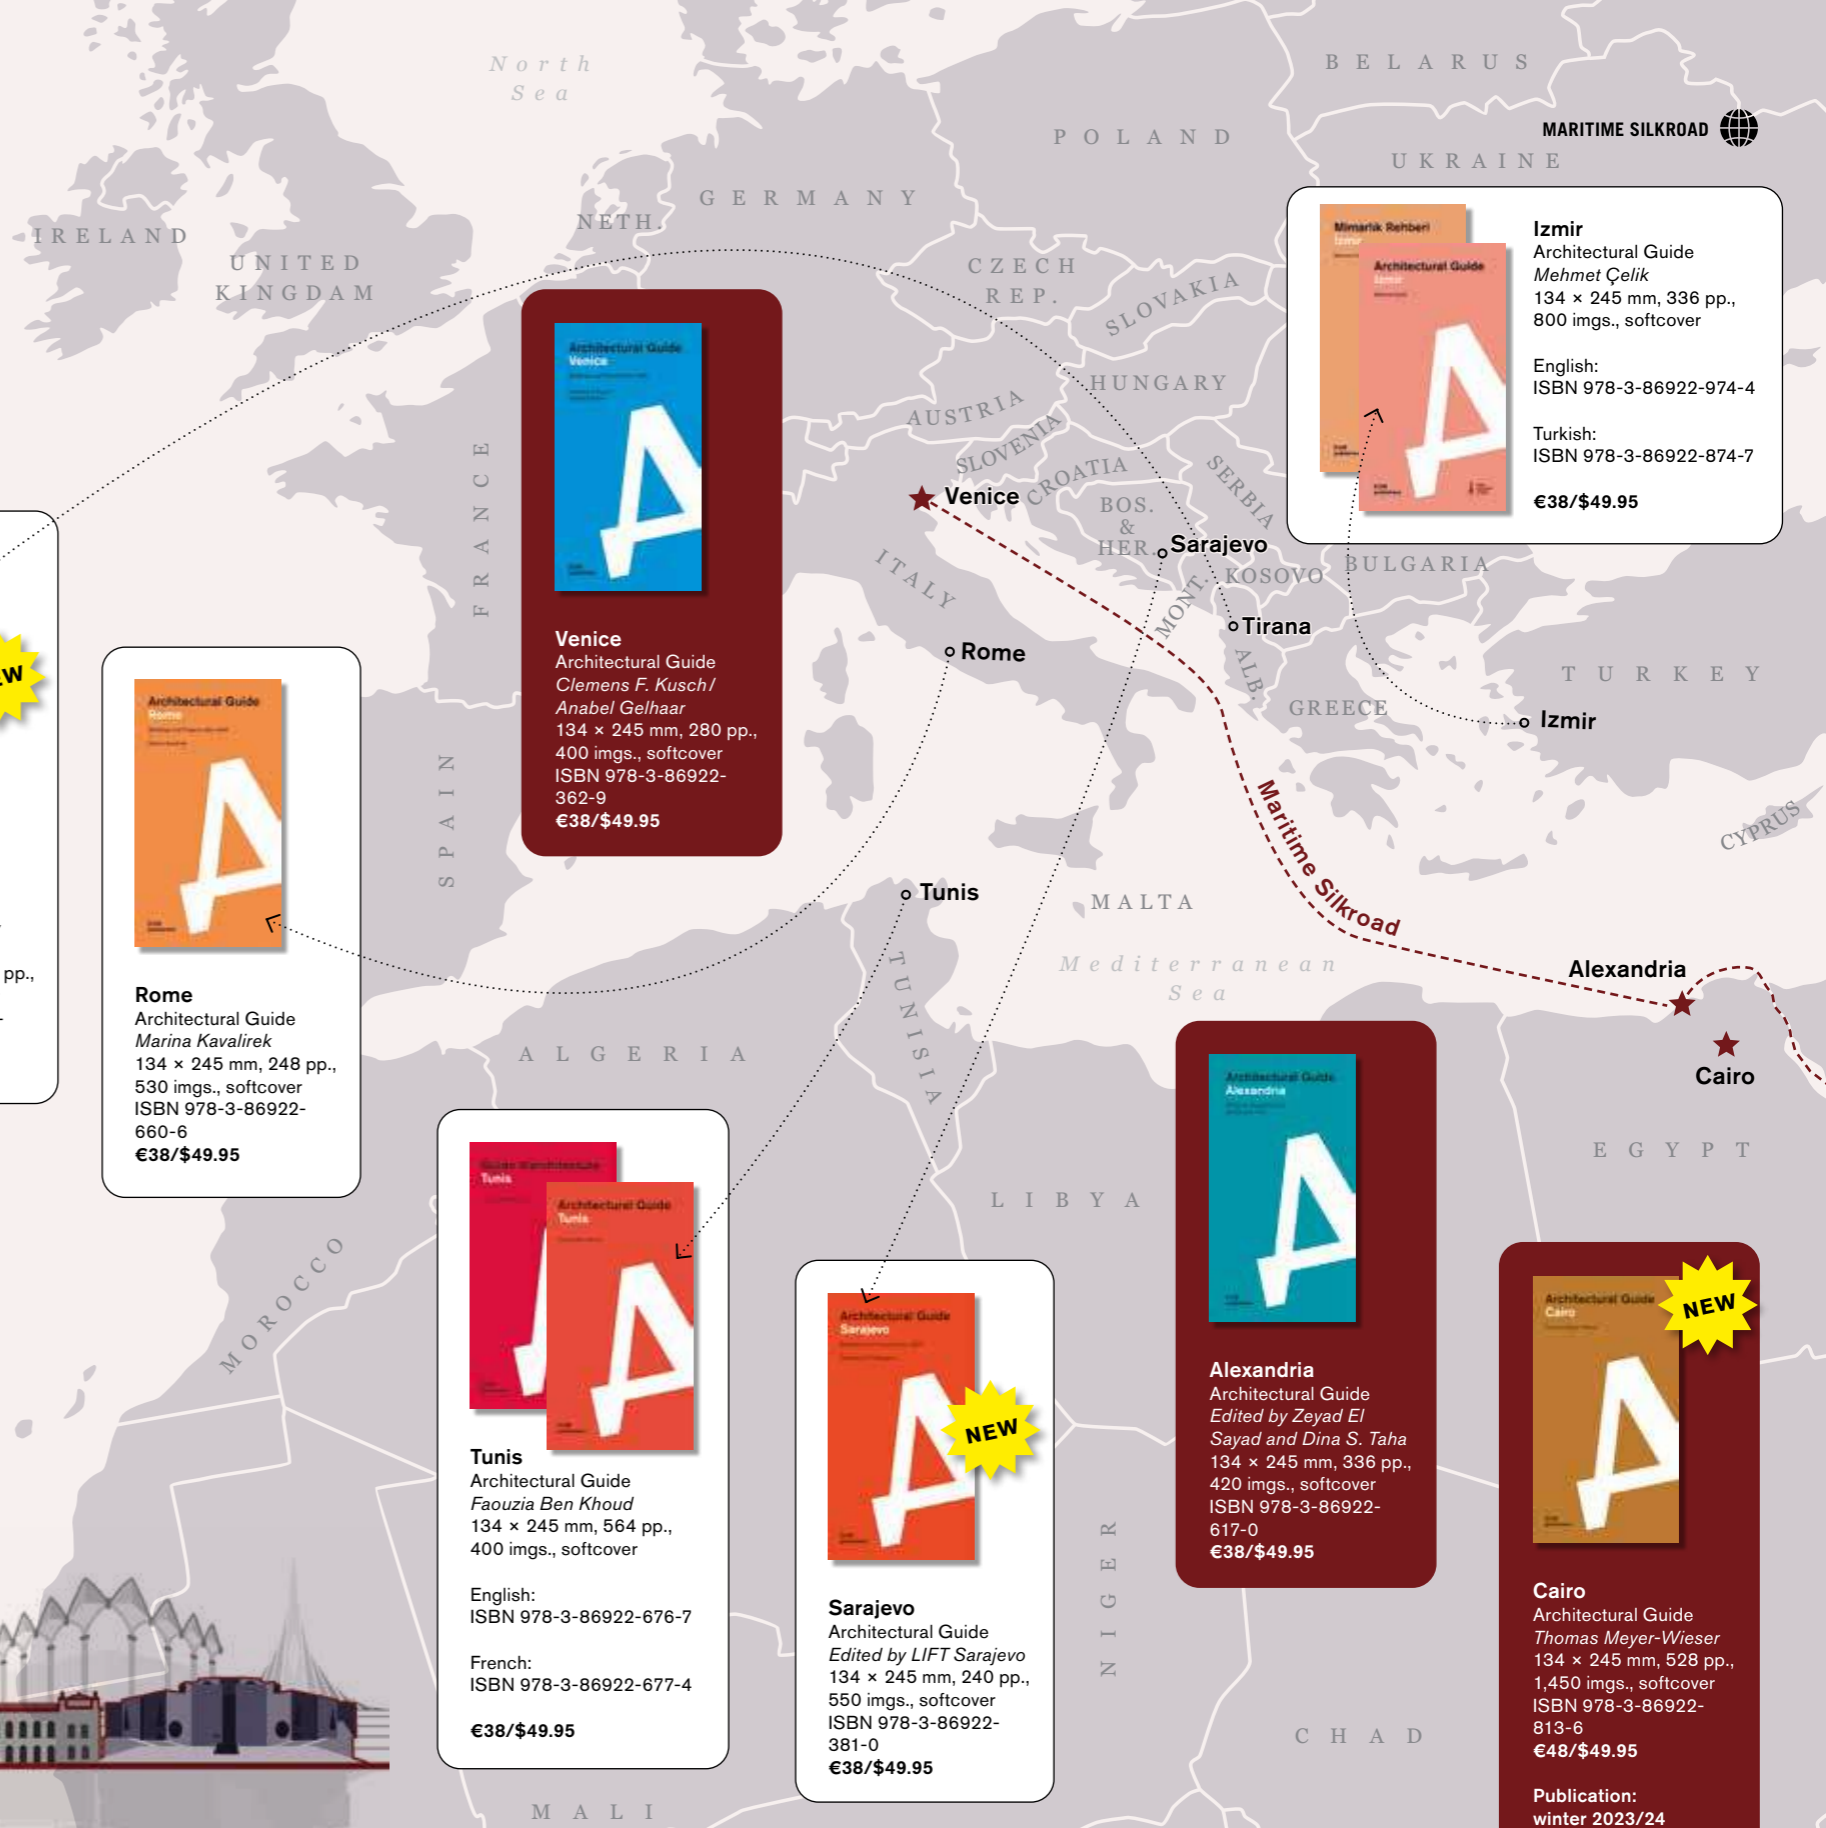 North
Sea
BELARUS
POLAND
MARITIME SILKROAD
UKRAINE
GERMANY
NETH.
IRELAND
UNITED
KINGDAM
CZECH
REP.
SLOVAKIA
HUNGARY
AUSTRIA
SLOVENIA
CROATIA
SERBIA
BOS.
&
HER.
FRANCE
ITALY
MONT.
KOSOVO
BULGARIA
ALB.
GREECE
TURKEY
CYPRUS
SPAIN
MALTA
Mediterranean
Sea
TUNISIA
ALGERIA
MOROCCO
LIBYA
EGYPT
NIGER
CHAD
MALI
Venice
Sarajevo
Tirana
Rome
Izmir
Tunis
Maritime Silkroad
Alexandria
Cairo
Mimarlık Rehberi
Izmir
Architectural Guide
Izmir
Izmir
Architectural Guide
Mehmet Çelik
134 × 245 mm, 336 pp.,
800 imgs., softcover
English:
ISBN 978-3-86922-974-4
Turkish:
ISBN 978-3-86922-874-7
€38/$49.95
Architectural Guide
Venice
Venice
Architectural Guide
Clemens F. Kusch/
Anabel Gelhaar
134 × 245 mm, 280 pp.,
400 imgs., softcover
ISBN 978-3-86922-
362-9
€38/$49.95
pp.,
Architectural Guide
Rome
Rome
Architectural Guide
Marina Kavalirek
134 × 245 mm, 248 pp.,
530 imgs., softcover
ISBN 978-3-86922-
660-6
€38/$49.95
Tunis
Architectural Guide
Tunis
Tunis
Architectural Guide
Faouzia Ben Khoud
134 × 245 mm, 564 pp.,
400 imgs., softcover
English:
ISBN 978-3-86922-676-7
French:
ISBN 978-3-86922-677-4
€38/$49.95
Architectural Guide
Sarajevo
NEW
Sarajevo
Architectural Guide
Edited by LIFT Sarajevo
134 × 245 mm, 240 pp.,
550 imgs., softcover
ISBN 978-3-86922-
381-0
€38/$49.95
Architectural Guide
Alexandria
Alexandria
Architectural Guide
Edited by Zeyad El
Sayad and Dina S. Taha
134 × 245 mm, 336 pp.,
420 imgs., softcover
ISBN 978-3-86922-
617-0
€38/$49.95
Architectural Guide
Cairo
NEW
Cairo
Architectural Guide
Thomas Meyer-Wieser
134 × 245 mm, 528 pp.,
1,450 imgs., softcover
ISBN 978-3-86922-
813-6
€48/$49.95
Publication:
winter 2023/24